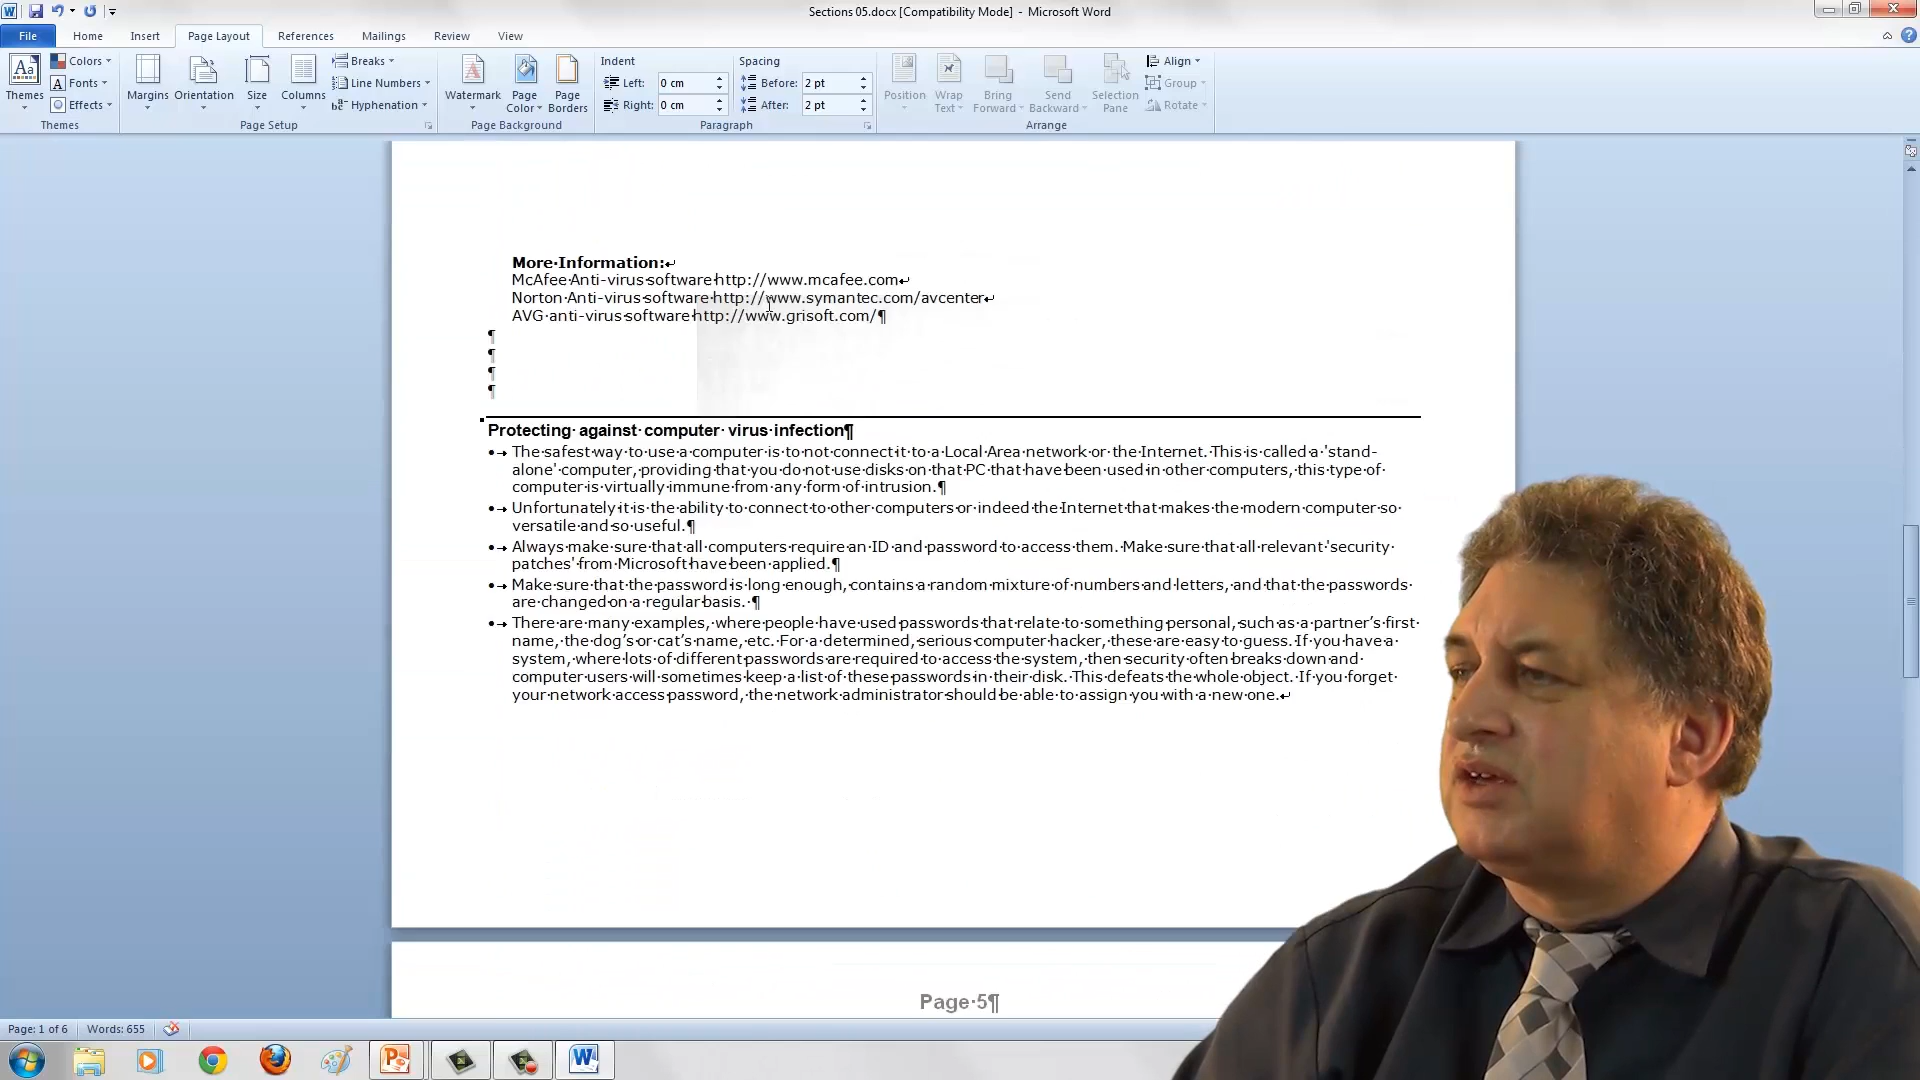 Sections 05.docx [Compatibility Mode] - Microsoft Word
File Home Insert Page Layout References Mailings Review View
Themes
Colors
Fonts
Effects
Themes
Margins
Orientation
Size
Columns
Breaks
Line Numbers
Hyphenation
Page Setup
Watermark
Page Color
Page Borders
Page Background
Indent
Left: 0 cm
Right: 0 cm
Spacing
Before: 2 pt
After: 2 pt
Paragraph
Position
Wrap Text
Bring Forward
Send Backward
Selection Pane
Align
Group
Rotate
Arrange
More Information:
McAfee Anti-virus software http://www.mcafee.com
Norton Anti-virus software http://www.symantec.com/avcenter
AVG anti-virus software http://www.grisoft.com/
Protecting against computer virus infection
The safest way to use a computer is to not connect it to a Local Area network or the Internet. This is called a 'stand-
alone' computer, providing that you do not use disks on that PC that have been used in other computers, this type of
computer is virtually immune from any form of intrusion.
Unfortunately it is the ability to connect to other computers or indeed the Internet that makes the modern computer so
versatile and so useful.
Always make sure that all computers require an ID and password to access them. Make sure that all relevant 'security
patches' from Microsoft have been applied.
Make sure that the password is long enough, contains a random mixture of numbers and letters, and that the passwords
are changed on a regular basis.
There are many examples, where people have used passwords that relate to something personal, such as a partner’s first
name, the dog’s or cat’s name, etc. For a determined, serious computer hacker, these are easy to guess. If you have a
system, where lots of different passwords are required to access the system, then security often breaks down and
computer users will sometimes keep a list of these passwords in their disk. This defeats the whole object. If you forget
your network access password, the network administrator should be able to assign you with a new one.
Page 5
Page: 1 of 6 Words: 655